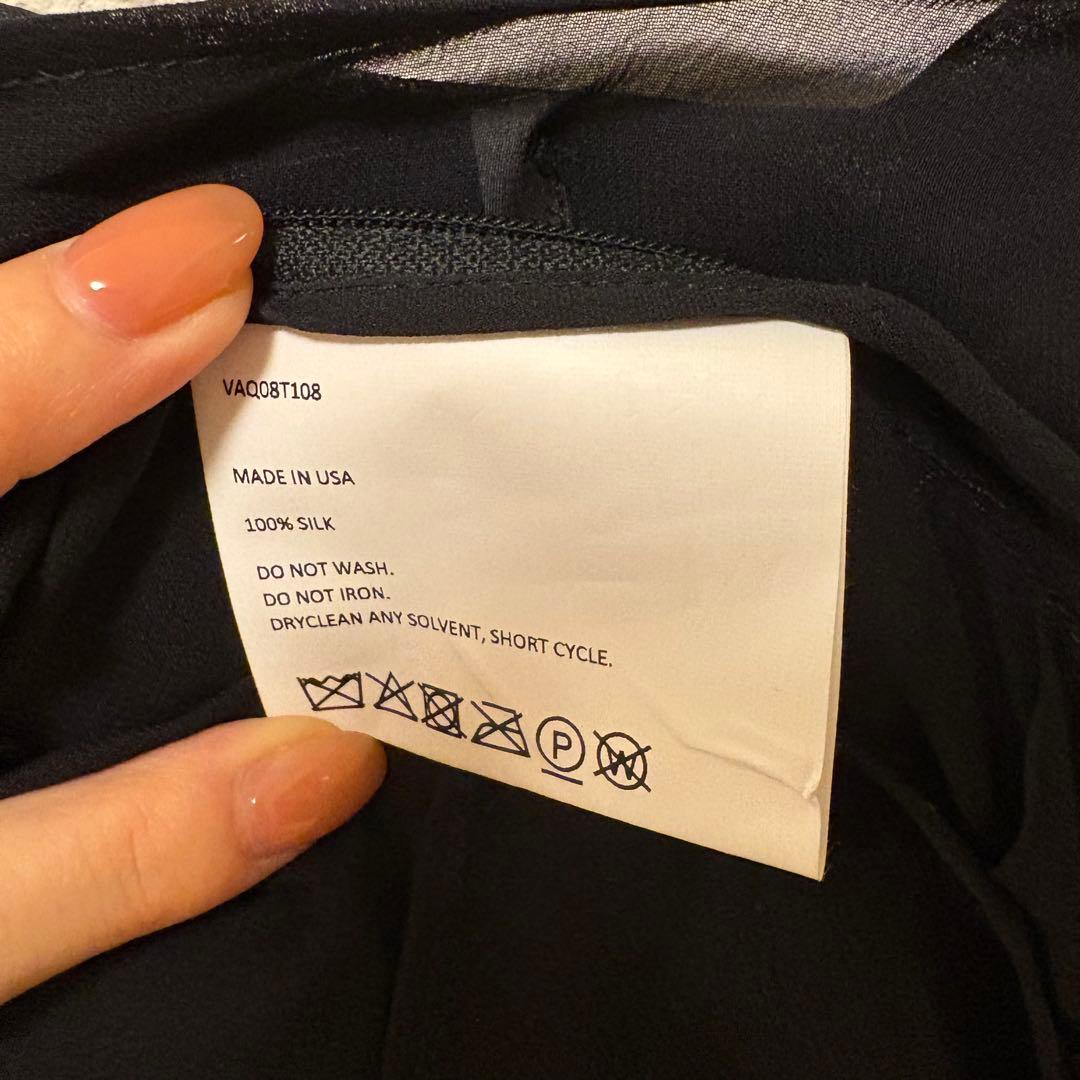 VAQ08T108
MADE IN USA
100% SILK
DO NOT WASH.
DO NOT IRON.
DRYCLEAN ANY SOLVENT, SHORT CYCLE.
P W